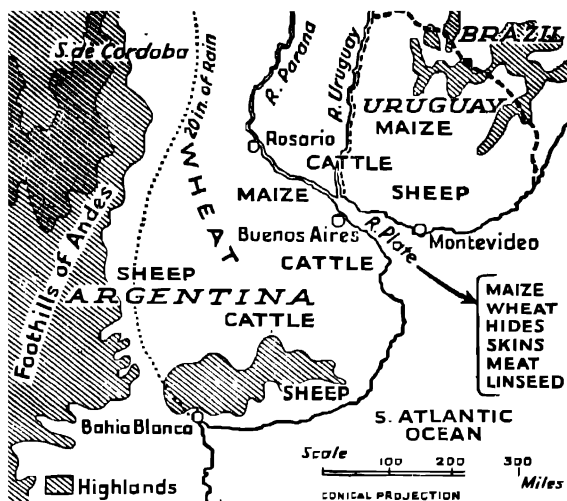 BRAZIL
S. de Cordoba
20 in. of Rain
R. Parana
R. Uruguay
URUGUAY
MAIZE
Rosario
CATTLE
WHEAT
MAIZE
SHEEP
Buenos Aires
R. Plate
Montevideo
CATTLE
Foothills of Andes
SHEEP
ARGENTINA
CATTLE
MAIZE
WHEAT
HIDES
SKINS
MEAT
LINSEED
SHEEP
Bahia Blanca
S. ATLANTIC
OCEAN
Scale
100 200 300
Miles
Highlands
CONICAL PROJECTION